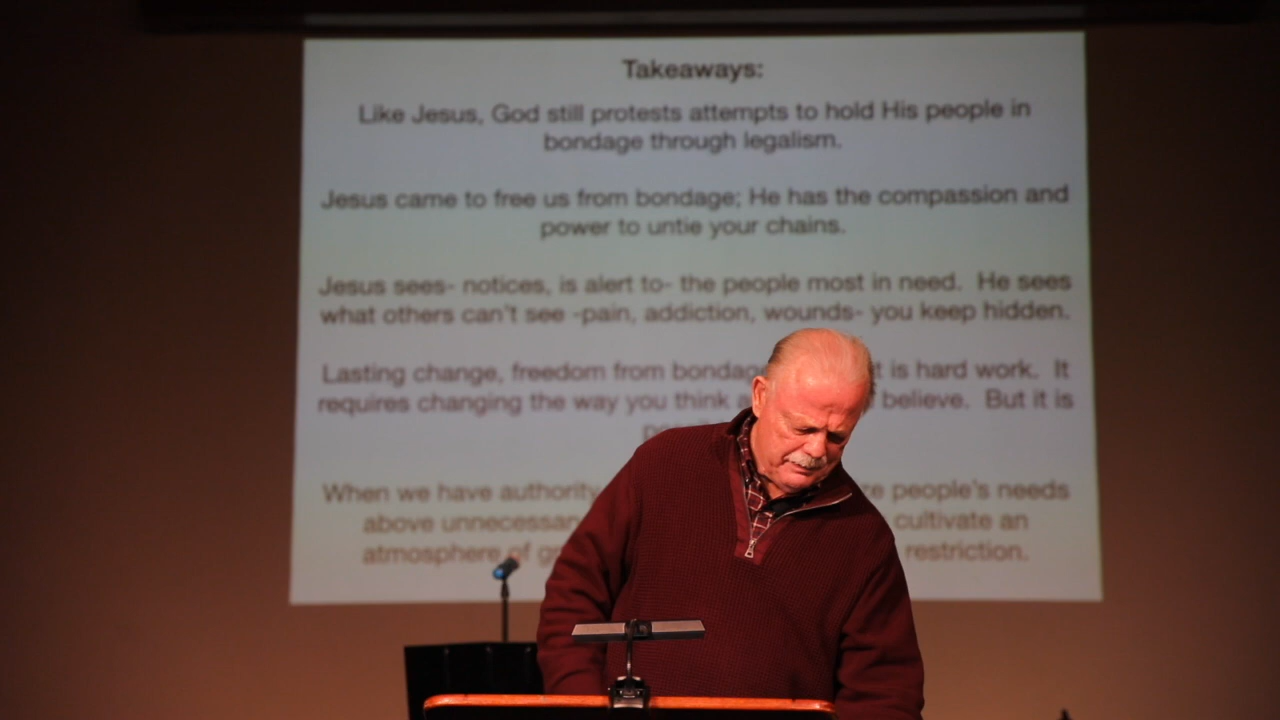 Takeaways:
Like Jesus, God still protests attempts to hold His people in
bondage through legalism.
Jesus came to free us from bondage; He has the compassion and
power to untie your chains.
Jesus sees- notices, is alert to- the people most in need. He sees
what others can't see -pain, addiction, wounds- you keep hidden.
Lasting change, freedom from is hard work. It
requires changing the way you think believe. But it is
When we have authority people's needs
above cultivate an
atmosphere of restriction.